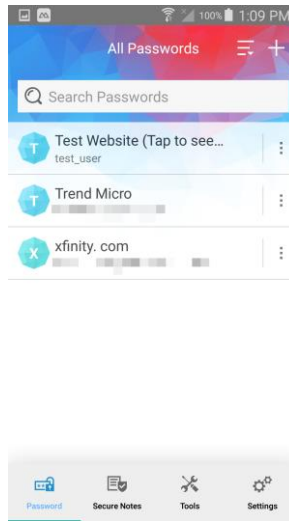 100% 1:09 PM
All Passwords
Search Passwords
T
Test Website (Tap to see...
test_user
T
Trend Micro
X
xfinity. com
Password Secure Notes Tools Settings